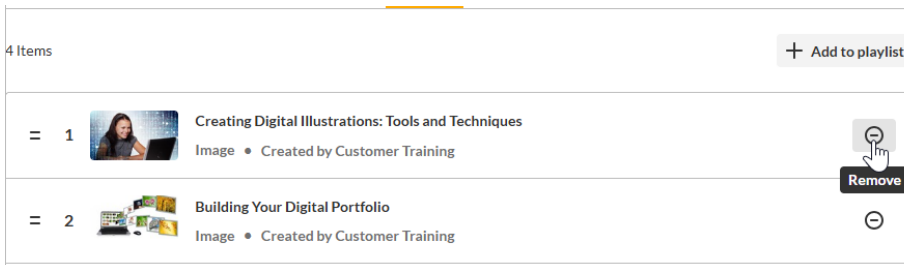 4 Items
+ Add to playlist
= 1
Creating Digital Illustrations: Tools and Techniques
Image • Created by Customer Training
Remove
= 2
Building Your Digital Portfolio
Image • Created by Customer Training